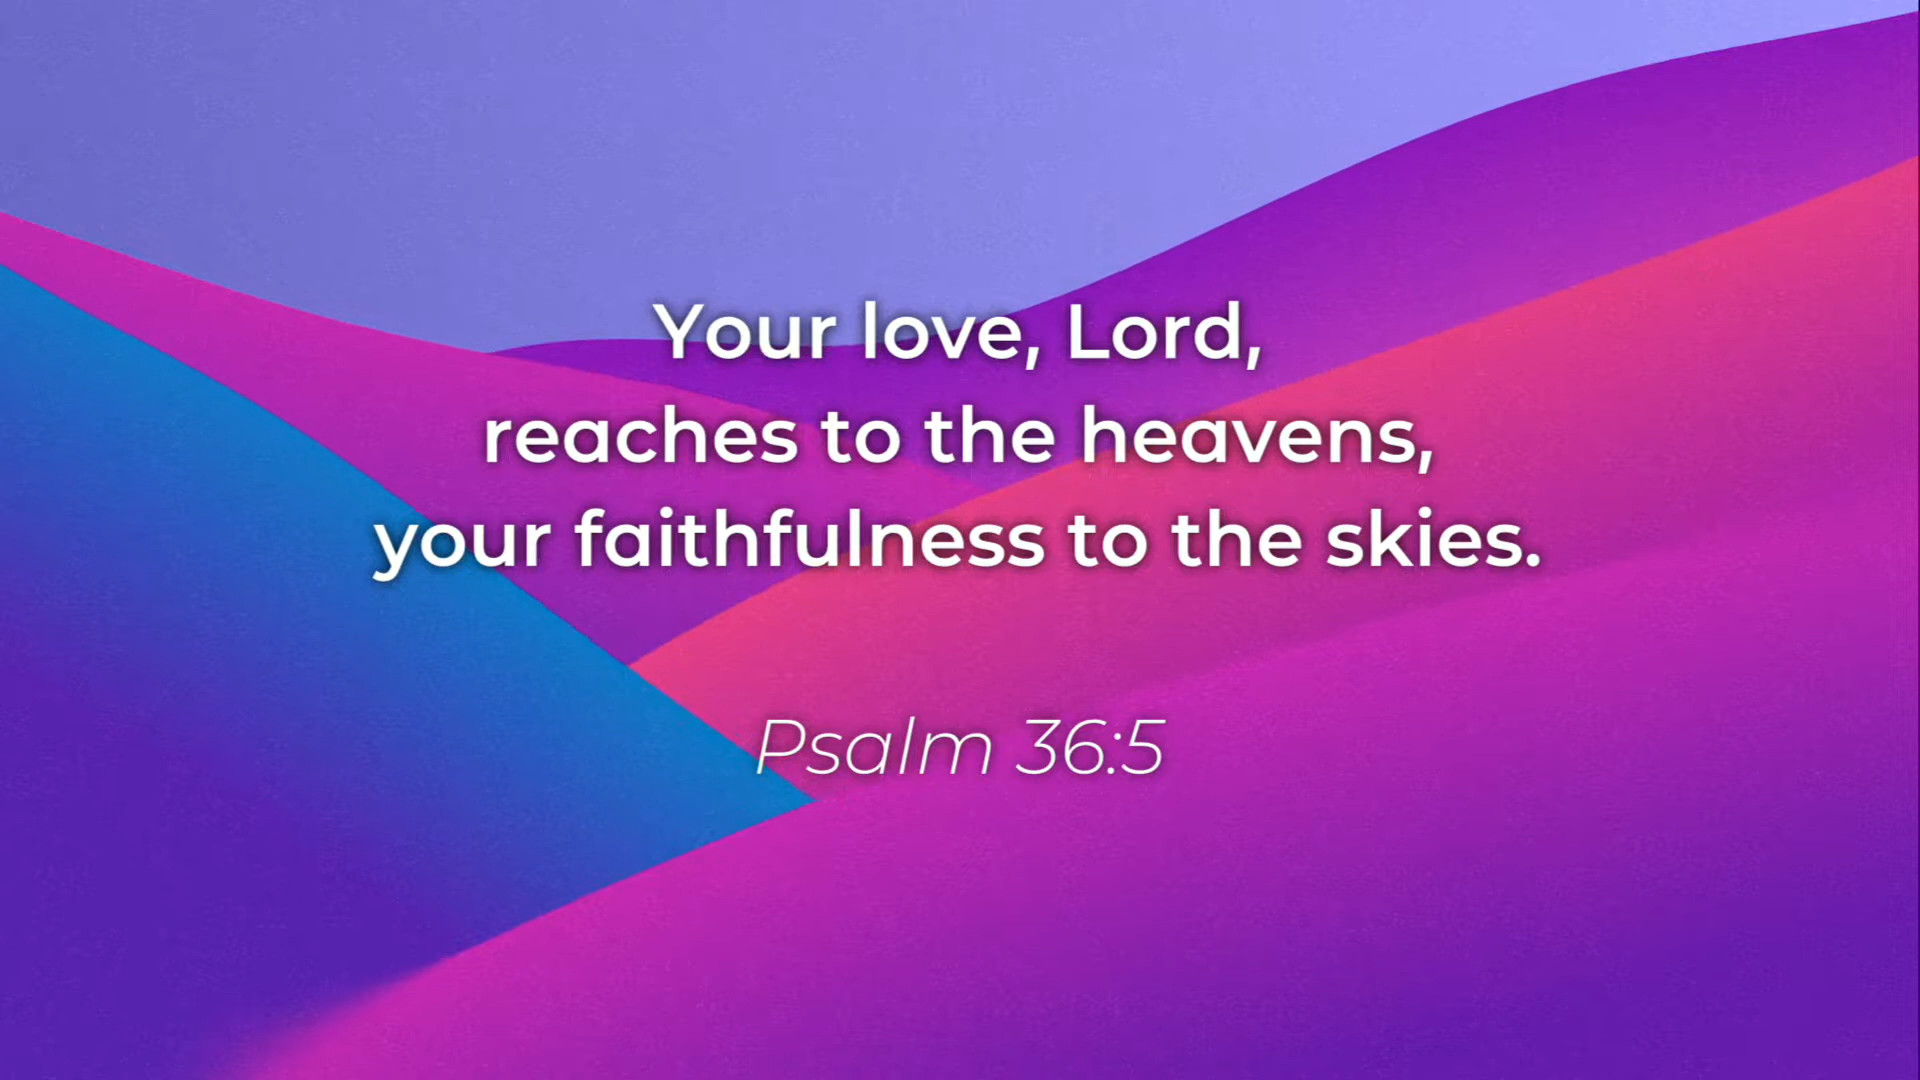 Your love, Lord,
reaches to the heavens,
your faithfulness to the skies.
Psalm 36:5